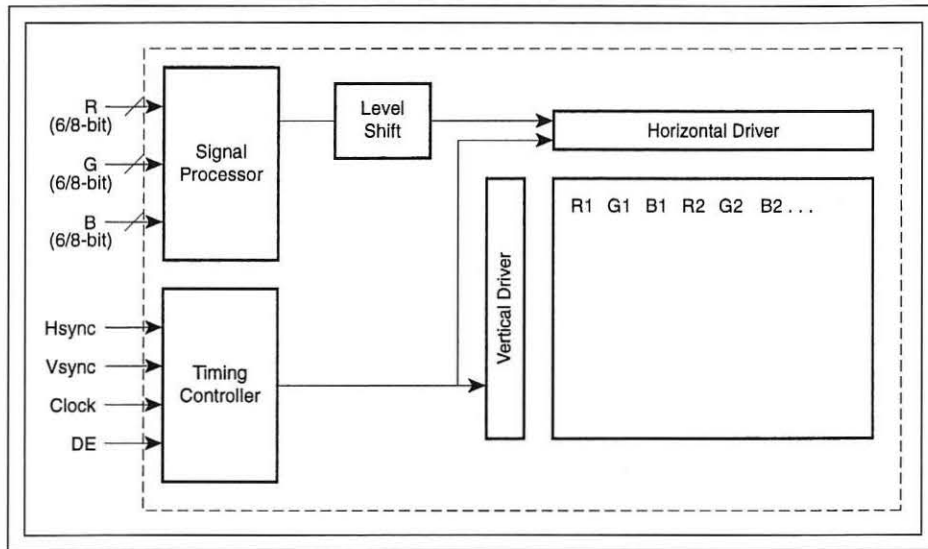 R
(6/8-bit)
G
(6/8-bit)
B
(6/8-bit)
Signal
Processor
Level
Shift
Horizontal Driver
Vertical Driver
R1 G1 B1 R2 G2 B2 . . .
Hsync
Vsync
Clock
DE
Timing
Controller